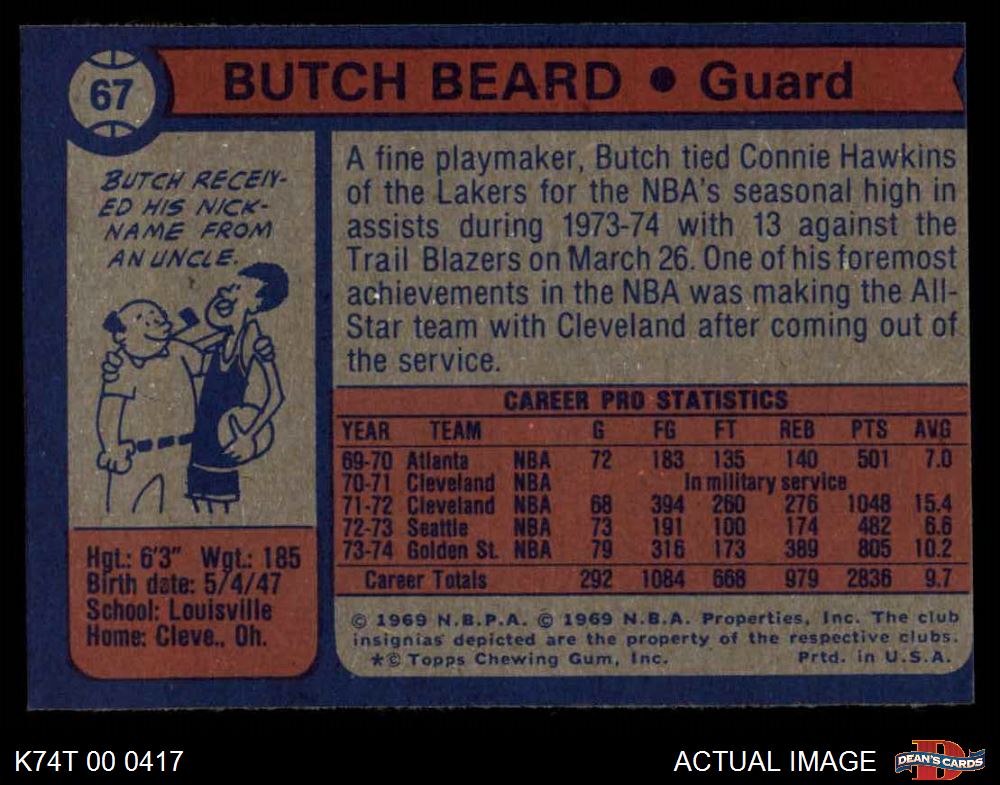 67
BUTCH BEARD • Guard
BUTCH RECEIV-
ED HIS NICK-
NAME FROM
AN UNCLE.
A fine playmaker, Butch tied Connie Hawkins
of the Lakers for the NBA's seasonal high in
assists during 1973-74 with 13 against the
Trail Blazers on March 26. One of his foremost
achievements in the NBA was making the All-
Star team with Cleveland after coming out of
the service.
CAREER PRO STATISTICS
YEAR TEAM G FG FT REB PTS AVG
69-70 Atlanta NBA 72 183 135 140 501 7.0
70-71 Cleveland NBA In military service
71-72 Cleveland NBA 68 394 260 276 1048 15.4
72-73 Seattle NBA 73 191 100 174 482 6.6
73-74 Golden St. NBA 79 316 173 389 805 10.2
Career Totals 292 1084 668 979 2836 9.7
Hgt.: 6'3" Wgt.: 185
Birth date: 5/4/47
School: Louisville
Home: Cleve., Oh.
© 1969 N.B.P.A. © 1969 N.B.A. Properties, Inc. The club
insignias depicted are the property of the respective clubs.
*© Topps Chewing Gum, Inc. Prtd. in U.S.A.
K74T 00 0417
ACTUAL IMAGE
D
DEAN'S CARDS